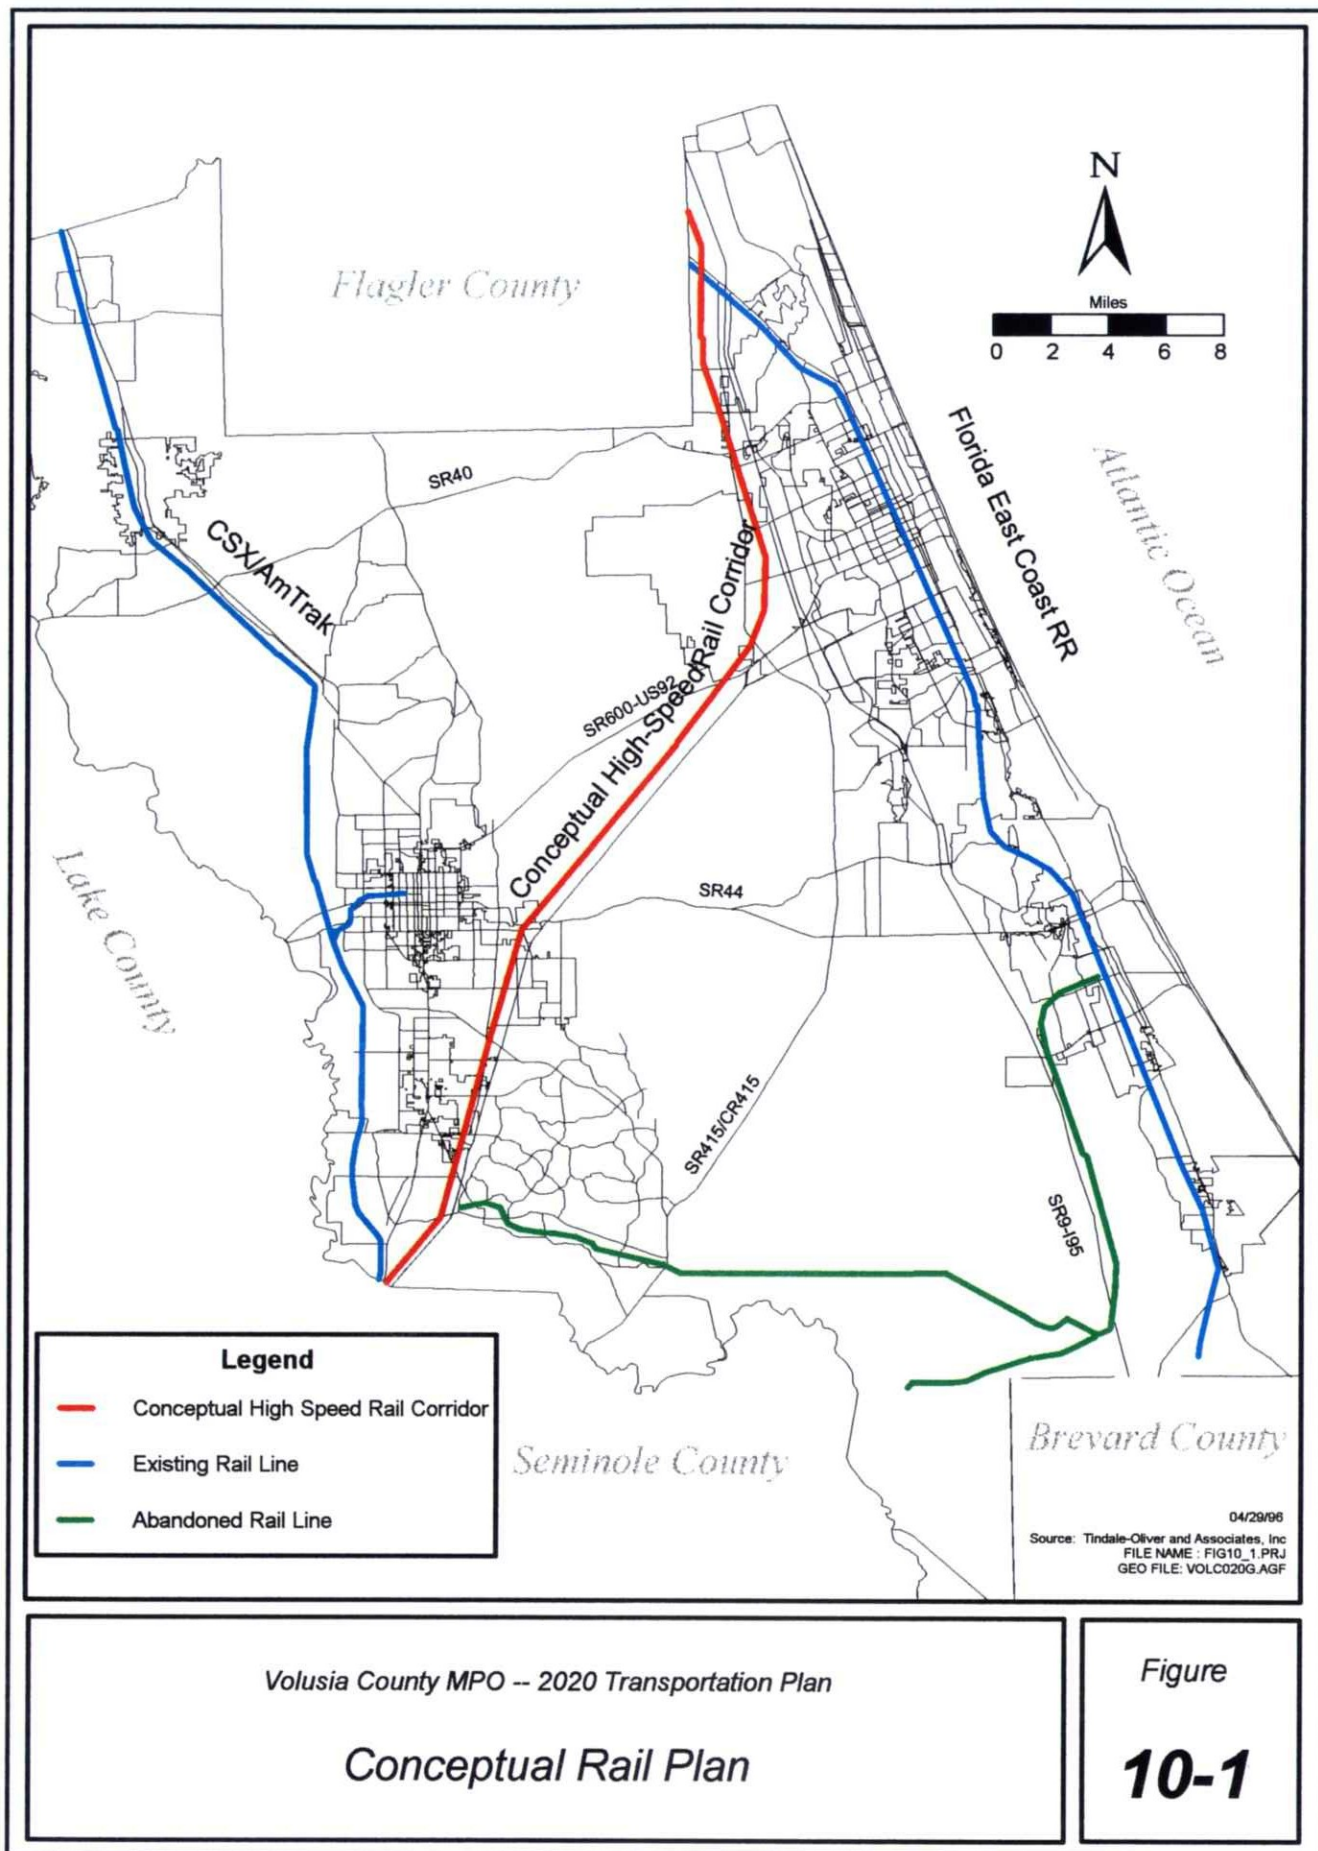 N
Miles
0 2 4 6 8
Flagler County
Florida East Coast RR
Atlantic Ocean
SR40
CSX/AmTrak
Conceptual High-SpeedRail Corridor
SR600-US92
Lake County
SR44
SR415/CR415
SR9-I95
Legend
Conceptual High Speed Rail Corridor
Existing Rail Line
Abandoned Rail Line
Seminole County
Brevard County
04/29/96
Source: Tindale-Oliver and Associates, Inc
FILE NAME : FIG10_1.PRJ
GEO FILE: VOLC020G.AGF
Volusia County MPO -- 2020 Transportation Plan
Conceptual Rail Plan
Figure
10-1